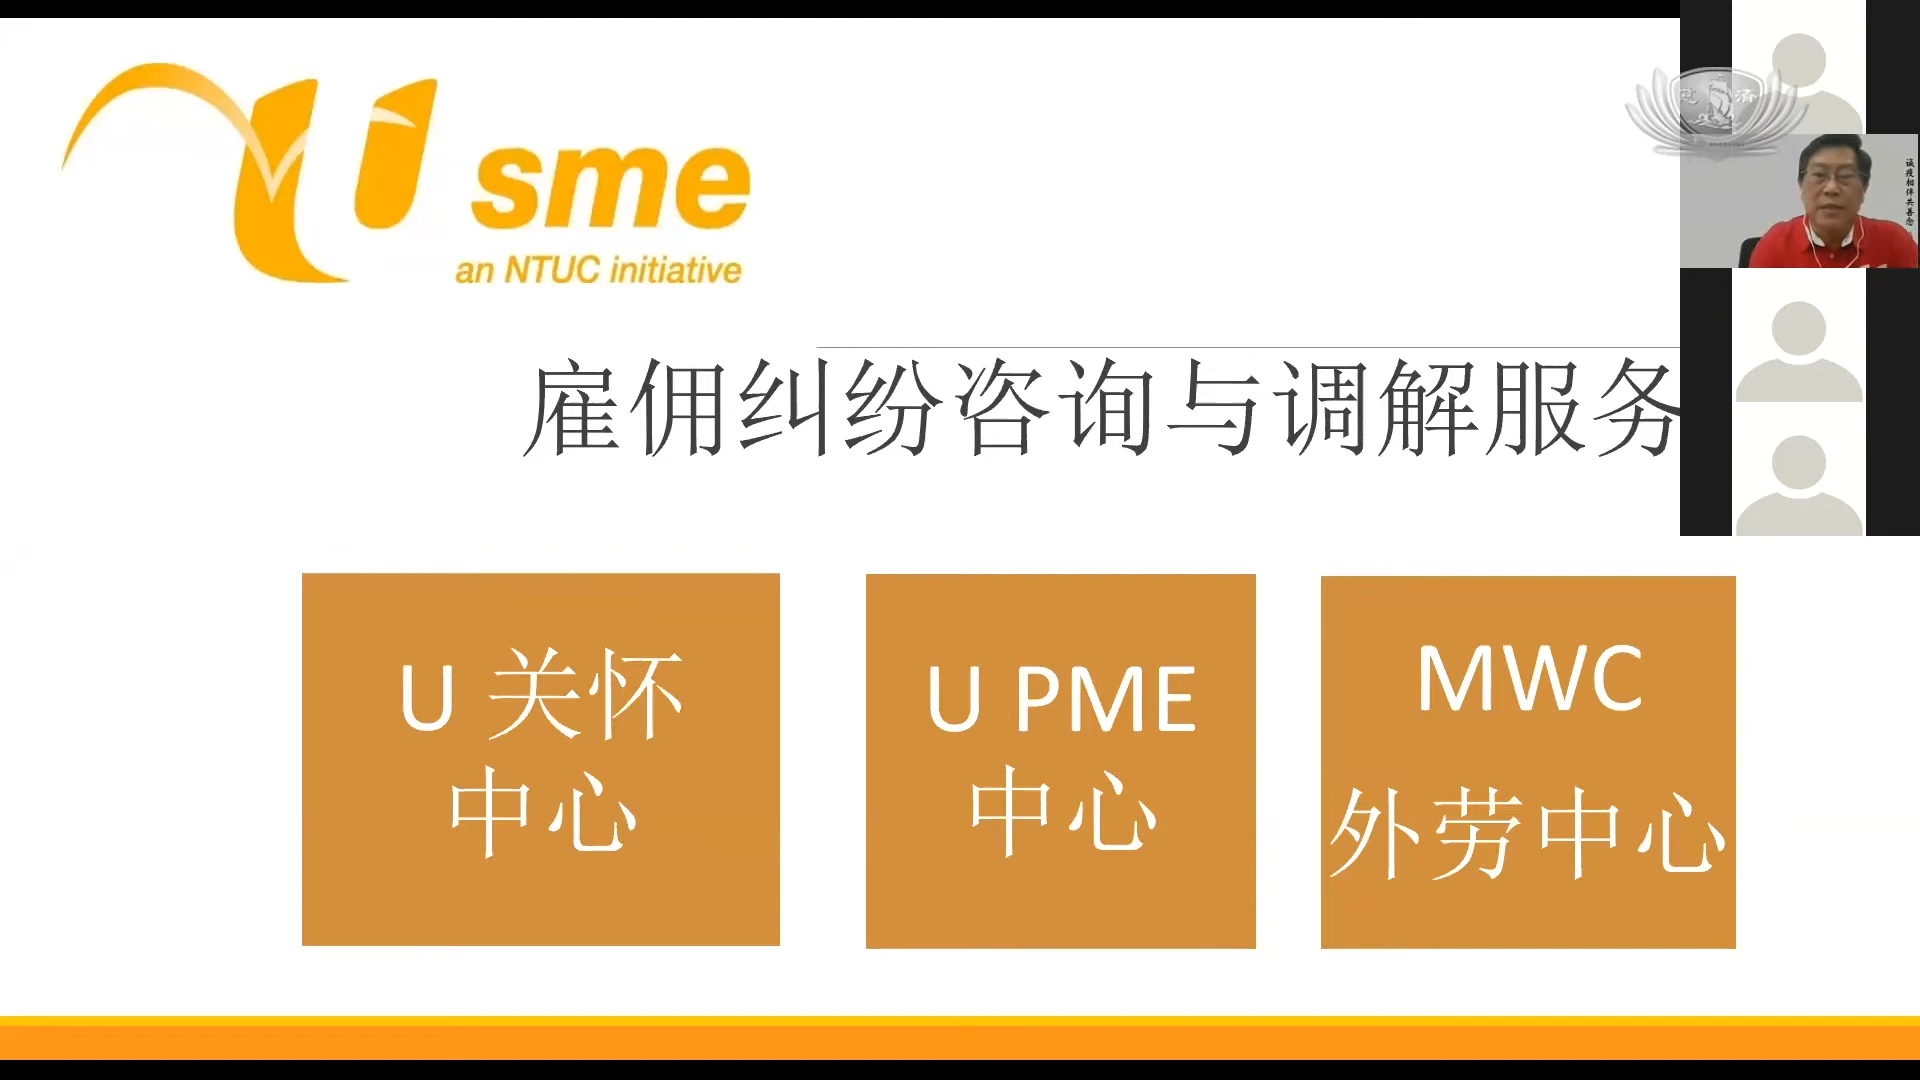 U sme
an NTUC initiative
雇佣纠纷咨询与调解服务
U 关怀
中心
U PME
中心
MWC
外劳中心